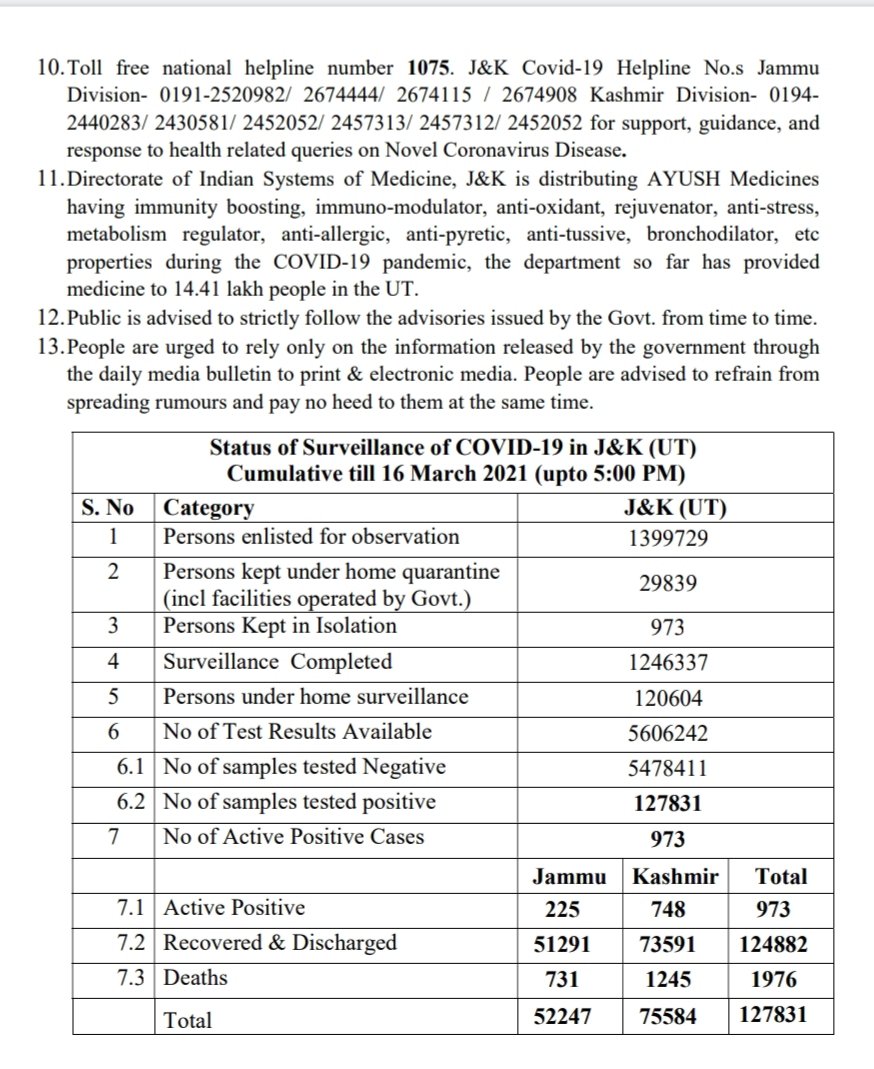 10.Toll free national helpline number 1075. J&K Covid-19 Helpline No.s Jammu
Division- 0191-2520982/ 2674444/ 2674115 / 2674908 Kashmir Division- 0194-
2440283/ 2430581/ 2452052/ 2457313/ 2457312/ 2452052 for support, guidance, and
response to health related queries on Novel Coronavirus Disease.
11.Directorate of Indian Systems of Medicine, J&K is distributing AYUSH Medicines
having immunity boosting, immuno-modulator, anti-oxidant, rejuvenator, anti-stress,
metabolism regulator, anti-allergic, anti-pyretic, anti-tussive, bronchodilator, etc
properties during the COVID-19 pandemic, the department so far has provided
medicine to 14.41 lakh people in the UT.
12.Public is advised to strictly follow the advisories issued by the Govt. from time to time.
13.People are urged to rely only on the information released by the government through
the daily media bulletin to print & electronic media. People are advised to refrain from
spreading rumours and pay no heed to them at the same time.
Status of Surveillance of COVID-19 in J&K (UT)
Cumulative till 16 March 2021 (upto 5:00 PM)
S. No Category J&K (UT)
1 Persons enlisted for observation 1399729
2 Persons kept under home quarantine
(incl facilities operated by Govt.) 29839
3 Persons Kept in Isolation 973
4 Surveillance Completed 1246337
5 Persons under home surveillance 120604
6 No of Test Results Available 5606242
6.1 No of samples tested Negative 5478411
6.2 No of samples tested positive 127831
7 No of Active Positive Cases 973
Jammu Kashmir Total
7.1 Active Positive 225 748 973
7.2 Recovered & Discharged 51291 73591 124882
7.3 Deaths 731 1245 1976
Total 52247 75584 127831